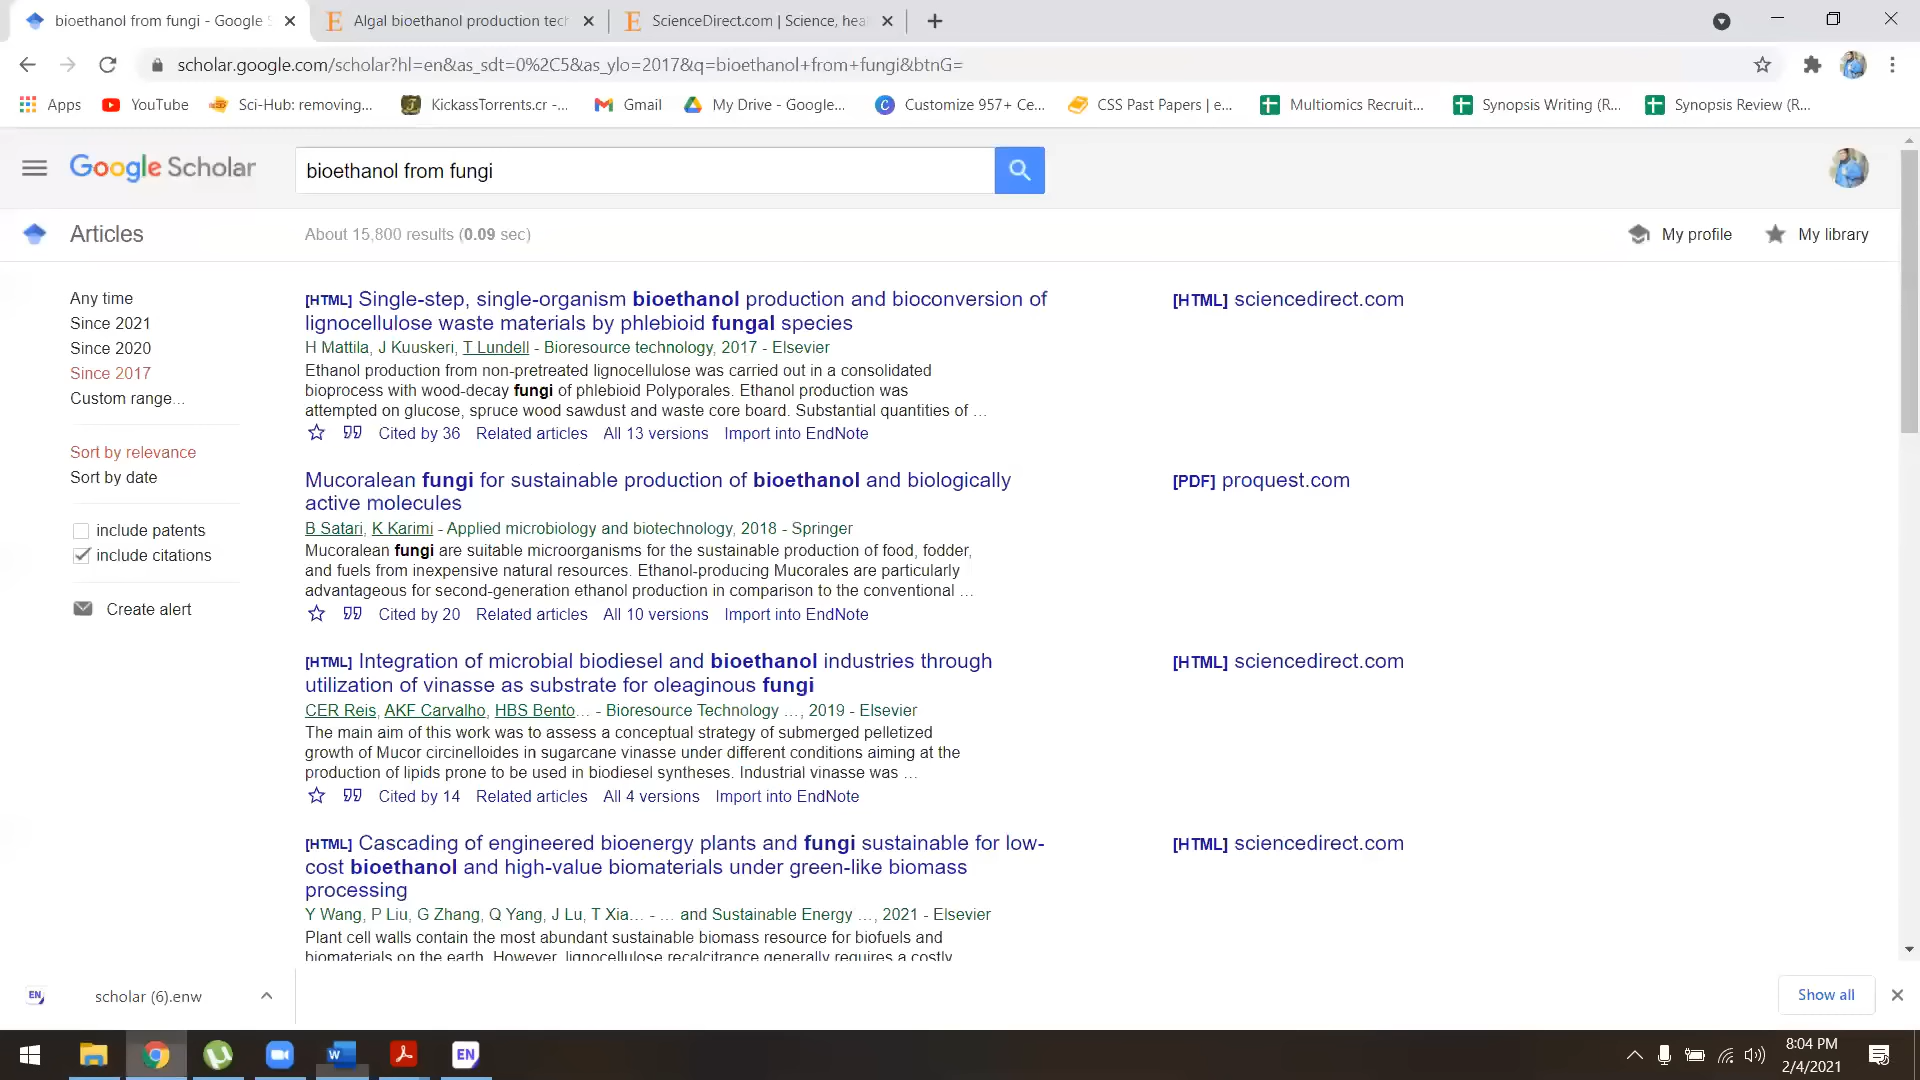 bioethanol from fungi - Google S
Algal bioethanol production tech
ScienceDirect.com | Science, heal
scholar.google.com/scholar?hl=en&as_sdt=0%2C5&as_ylo=2017&q=bioethanol+from+fungi&btnG=
Apps
YouTube
Sci-Hub: removing...
KickassTorrents.cr -...
Gmail
My Drive - Google...
Customize 957+ Ce...
CSS Past Papers | e...
Multiomics Recruit...
Synopsis Writing (R...
Synopsis Review (R...
Google Scholar
bioethanol from fungi
Articles
About 15,800 results (0.09 sec)
My profile
My library
Any time
Since 2021
Since 2020
Since 2017
Custom range...
Sort by relevance
Sort by date
include patents
include citations
Create alert
[HTML] Single-step, single-organism bioethanol production and bioconversion of
lignocellulose waste materials by phlebioid fungal species
H Mattila, J Kuuskeri, T Lundell - Bioresource technology, 2017 - Elsevier
Ethanol production from non-pretreated lignocellulose was carried out in a consolidated
bioprocess with wood-decay fungi of phlebioid Polyporales. Ethanol production was
attempted on glucose, spruce wood sawdust and waste core board. Substantial quantities of ...
Cited by 36 Related articles All 13 versions Import into EndNote
[HTML] sciencedirect.com
Mucoralean fungi for sustainable production of bioethanol and biologically
active molecules
B Satari, K Karimi - Applied microbiology and biotechnology, 2018 - Springer
Mucoralean fungi are suitable microorganisms for the sustainable production of food, fodder,
and fuels from inexpensive natural resources. Ethanol-producing Mucorales are particularly
advantageous for second-generation ethanol production in comparison to the conventional ...
Cited by 20 Related articles All 10 versions Import into EndNote
[PDF] proquest.com
[HTML] Integration of microbial biodiesel and bioethanol industries through
utilization of vinasse as substrate for oleaginous fungi
CER Reis, AKF Carvalho, HBS Bento... - Bioresource Technology ..., 2019 - Elsevier
The main aim of this work was to assess a conceptual strategy of submerged pelletized
growth of Mucor circinelloides in sugarcane vinasse under different conditions aiming at the
production of lipids prone to be used in biodiesel syntheses. Industrial vinasse was ...
Cited by 14 Related articles All 4 versions Import into EndNote
[HTML] sciencedirect.com
[HTML] Cascading of engineered bioenergy plants and fungi sustainable for low-
cost bioethanol and high-value biomaterials under green-like biomass
processing
Y Wang, P Liu, G Zhang, Q Yang, J Lu, T Xia... - ... and Sustainable Energy ..., 2021 - Elsevier
Plant cell walls contain the most abundant sustainable biomass resource for biofuels and
biomaterials on the earth. However, lignocellulose recalcitrance generally requires a costly
[HTML] sciencedirect.com
EN
scholar (6).enw
Show all
W
EN
8:04 PM
2/4/2021